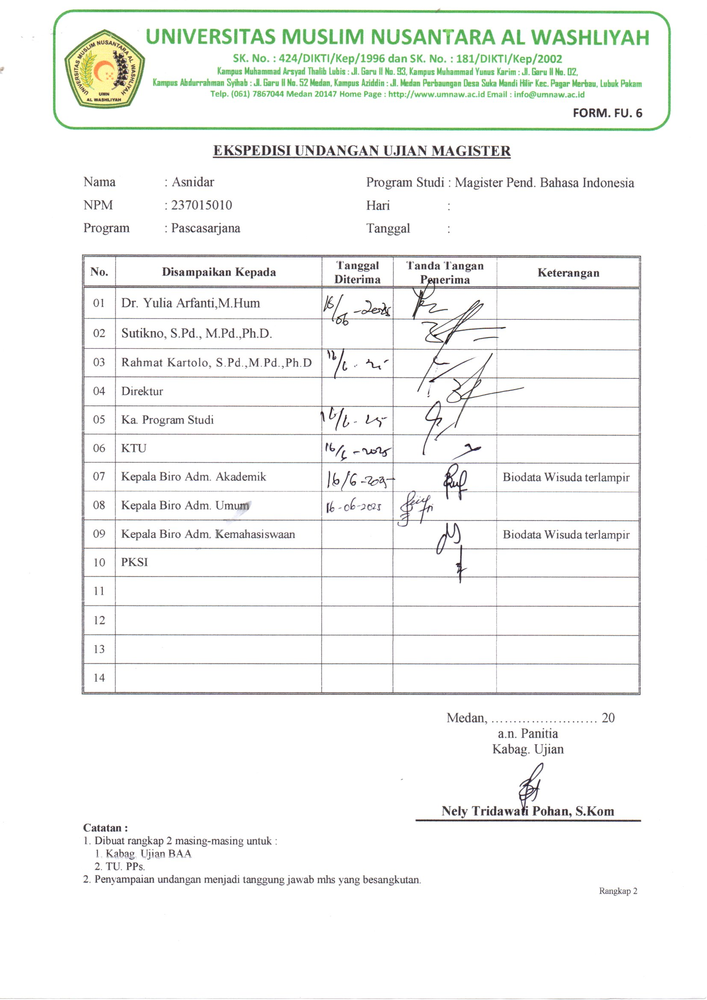 UNIVERSITAS MUSLIM NUSANTARA AL WASHLIYAH
UNIVERSITAS MUSLIM NUSANTARA AL WASHLIYAH
UMN
AL WASHLIYAH
SK. No. : 424/DIKTI/Kep/1996 dan SK. No. : 181/DIKTI/Kep/2002
Kampus Muhammad Arsyad Thalib Lubis : Jl. Garu II No. 93, Kampus Muhammad Yunus Karim : Jl. Garu II No. 02,
Kampus Abdurrahman Syihab : Jl. Garu II No. 52 Medan, Kampus Aziddin : Jl. Medan Perbaungan Desa Suka Mandi Hilir Kec. Pagar Merbau, Lubuk Pakam
Telp. (061) 7867044 Medan 20147 Home Page : http://www.umnaw.ac.id Email : info@umnaw.ac.id
FORM. FU. 6
EKSPEDISI UNDANGAN UJIAN MAGISTER
Nama : Asnidar Program Studi : Magister Pend. Bahasa Indonesia
NPM : 237015010 Hari :
Program : Pascasarjana Tanggal :
No. Disampaikan Kepada Tanggal Diterima Tanda Tangan Penerima Keterangan
01 Dr. Yulia Arfanti,M.Hum 16/06-2025
02 Sutikno, S.Pd., M.Pd.,Ph.D.
03 Rahmat Kartolo, S.Pd.,M.Pd.,Ph.D 16/6-25
04 Direktur
05 Ka. Program Studi 16/6-25
06 KTU 16/6-2025
07 Kepala Biro Adm. Akademik 16/6-2025 Biodata Wisuda terlampir
08 Kepala Biro Adm. Umum 16-06-2025
09 Kepala Biro Adm. Kemahasiswaan Biodata Wisuda terlampir
10 PKSI
11
12
13
14
Medan, ........................ 20
a.n. Panitia
Kabag. Ujian
Nely Tridawati Pohan, S.Kom
Catatan :
1. Dibuat rangkap 2 masing-masing untuk :
1. Kabag. Ujian BAA
2. TU. PPs.
2. Penyampaian undangan menjadi tanggung jawab mhs yang besangkutan.
Rangkap 2